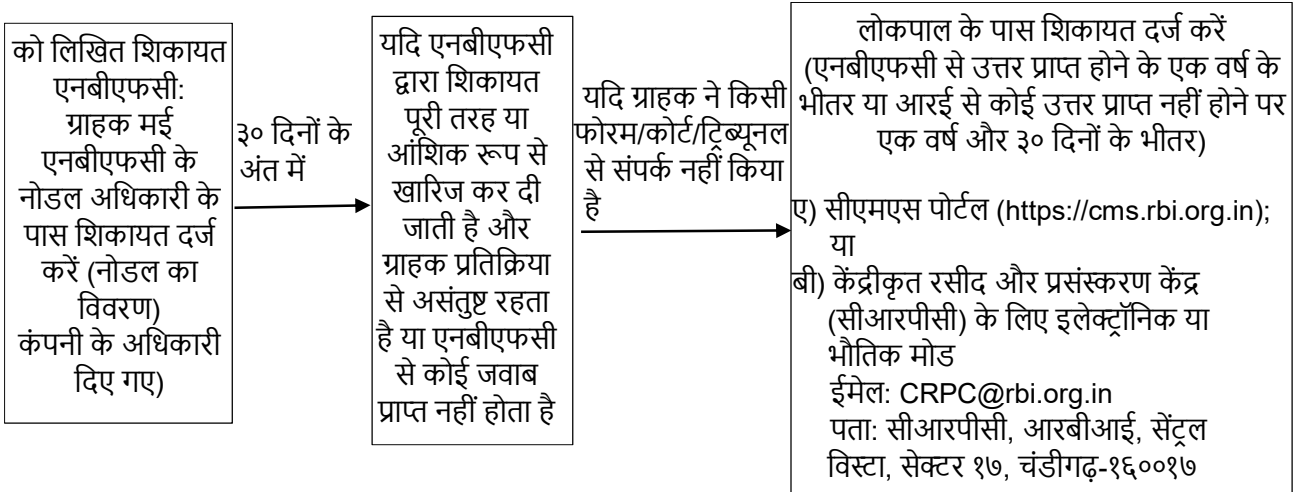 को लिखित शिकायत
एनबीएफसी:
ग्राहक मई
एनबीएफसी के
नोडल अधिकारी के
पास शिकायत दर्ज
करें (नोडल का
विवरण)
कंपनी के अधिकारी
दिए गए)
३० दिनों के
अंत में
यदि एनबीएफसी
द्वारा शिकायत
पूरी तरह या
आंशिक रूप से
खारिज कर दी
जाती है और
ग्राहक प्रतिक्रिया
से असंतुष्ट रहता
है या एनबीएफसी
से कोई जवाब
प्राप्त नहीं होता है
यदि ग्राहक ने किसी
फोरम/कोर्ट/ट्रिब्यूनल
से संपर्क नहीं किया
है
लोकपाल के पास शिकायत दर्ज करें
(एनबीएफसी से उत्तर प्राप्त होने के एक वर्ष के
भीतर या आरई से कोई उत्तर प्राप्त नहीं होने पर
एक वर्ष और ३० दिनों के भीतर)
ए) सीएमएस पोर्टल (https://cms.rbi.org.in);
या
बी) केंद्रीकृत रसीद और प्रसंस्करण केंद्र
(सीआरपीसी) के लिए इलेक्ट्रॉनिक या
भौतिक मोड
ईमेल: CRPC@rbi.org.in
पता: सीआरपीसी, आरबीआई, सेंट्रल
विस्टा, सेक्टर १७, चंडीगढ़-१६००१७